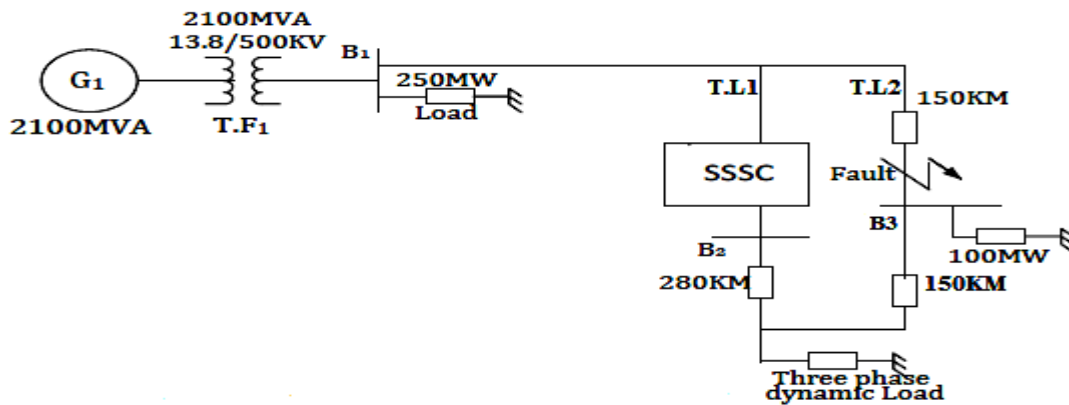 2100MVA
13.8/500KV
G1
2100MVA
T.F1
B1
250MW
Load
T.L1
T.L2
150KM
SSSC
Fault
B2
B3
100MW
280KM
150KM
Three phase
dynamic Load